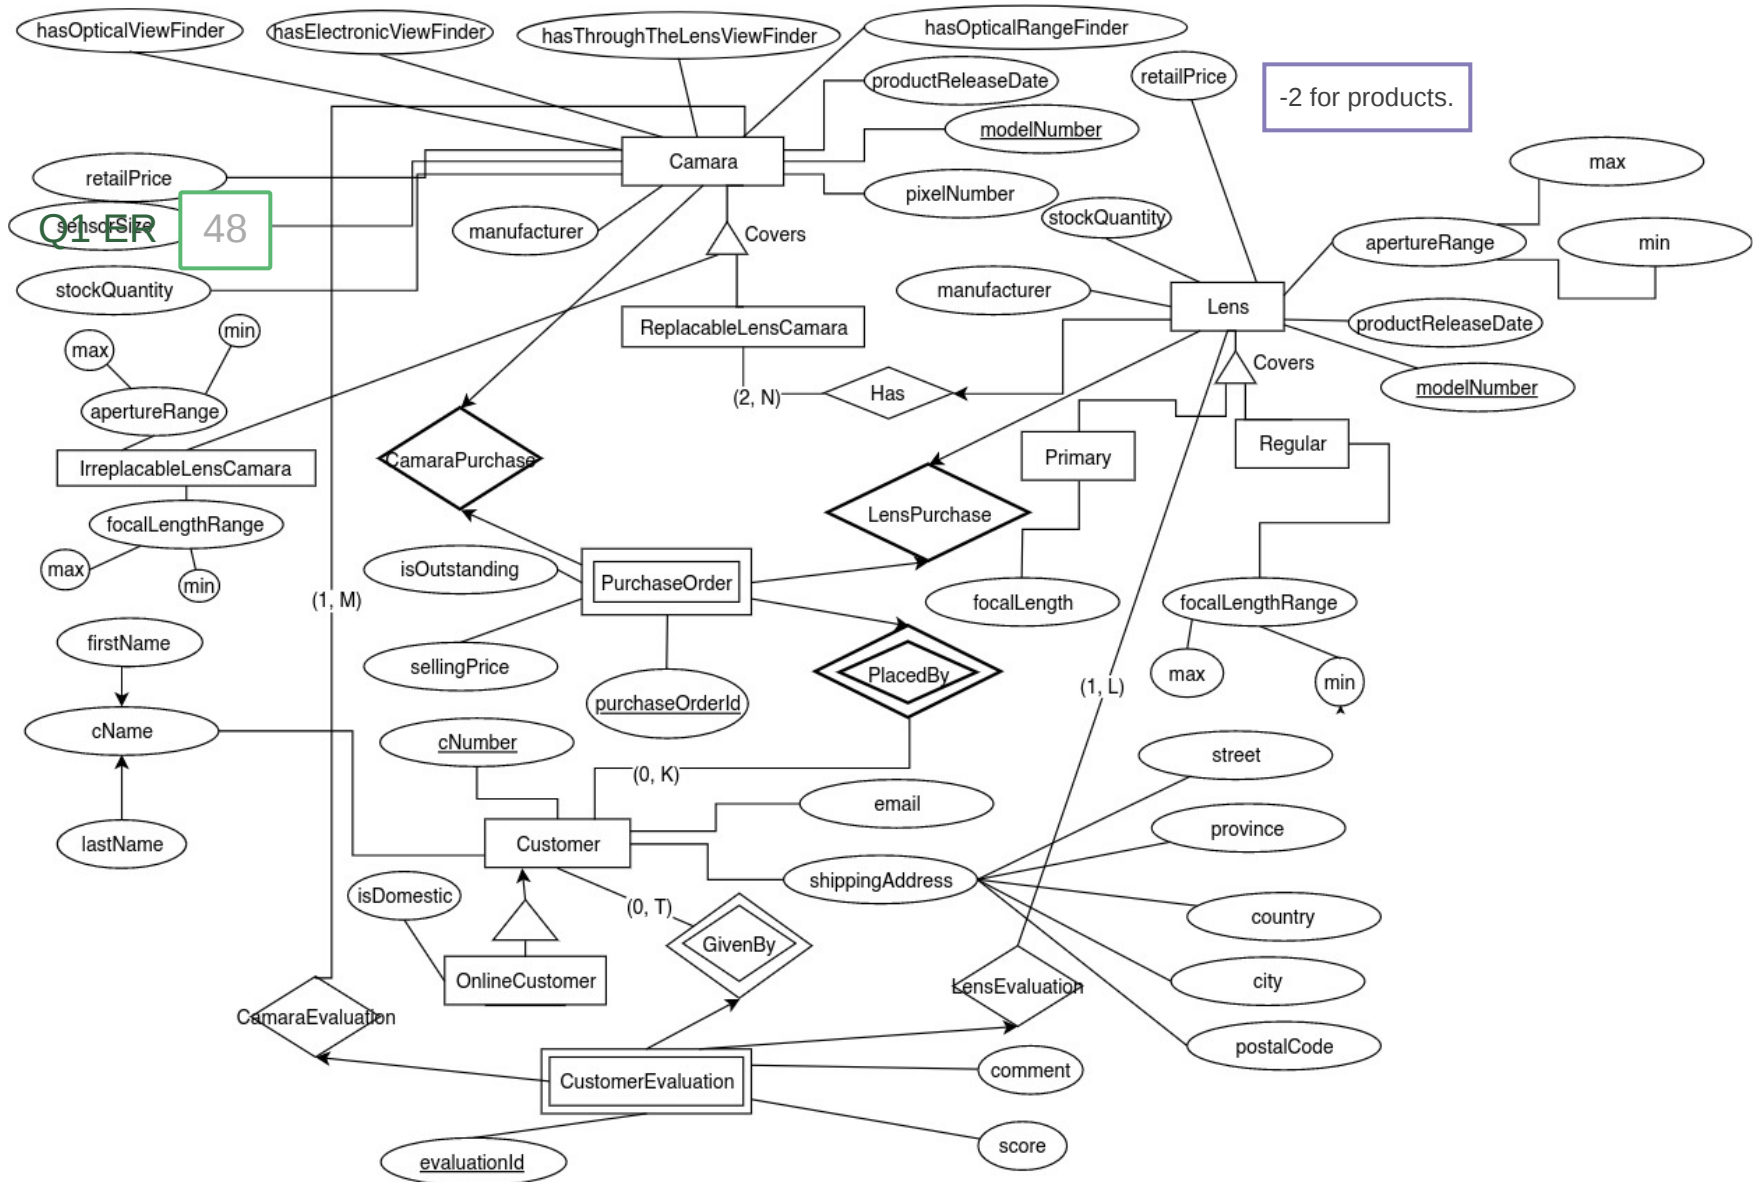 hasOpticalViewFinder
hasElectronicViewFinder
hasThroughTheLensViewFinder
hasOpticalRangeFinder
productReleaseDate
retailPrice
-2 for products.
modelNumber
Camara
max
retailPrice
pixelNumber
sensorSize
Q1 ER
48
manufacturer
Covers
stockQuantity
apertureRange
min
stockQuantity
manufacturer
Lens
productReleaseDate
ReplacableLensCamara
min
max
Covers
modelNumber
(2, N)
Has
apertureRange
Regular
Primary
CamaraPurchase
IrreplacableLensCamara
LensPurchase
focalLengthRange
max
min
isOutstanding
PurchaseOrder
(1, M)
focalLength
focalLengthRange
firstName
sellingPrice
PlacedBy
max
min
(1, L)
purchaseOrderId
cName
cNumber
street
(0, K)
email
province
lastName
Customer
shippingAddress
isDomestic
(0, T)
country
GivenBy
OnlineCustomer
LensEvaluation
city
CamaraEvaluation
postalCode
CustomerEvaluation
comment
score
evaluationId